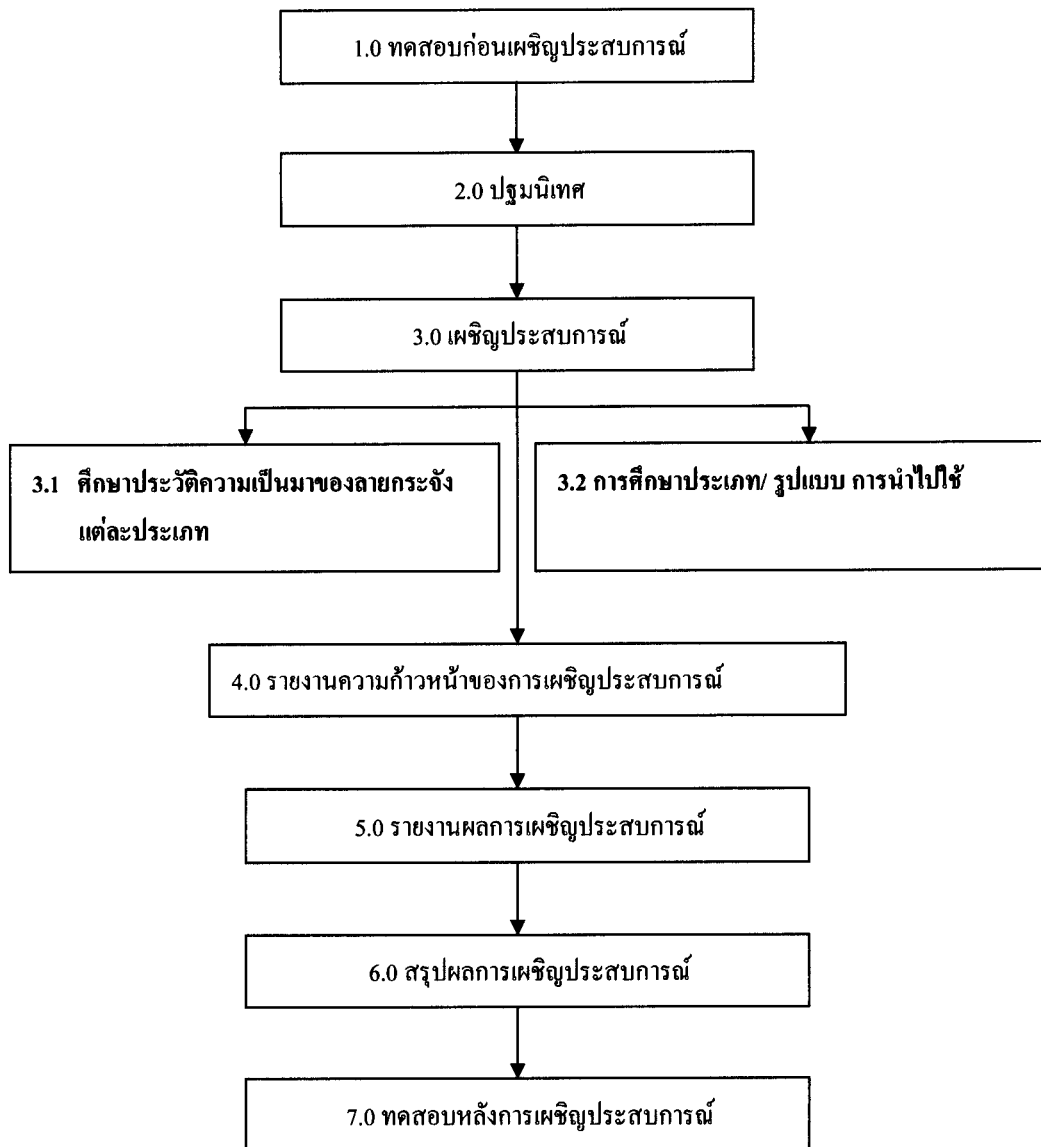 1.0 ทดสอบก่อนเผชิญประสบการณ์
2.0 ปฐมนิเทศ
3.0 เผชิญประสบการณ์
3.1 ศึกษาประวัติความเป็นมาของลายกระจัง
แต่ละประเภท
3.2 การศึกษาประเภท/ รูปแบบ การนำไปใช้
4.0 รายงานความก้าวหน้าของการเผชิญประสบการณ์
5.0 รายงานผลการเผชิญประสบการณ์
6.0 สรุปผลการเผชิญประสบการณ์
7.0 ทดสอบหลังการเผชิญประสบการณ์